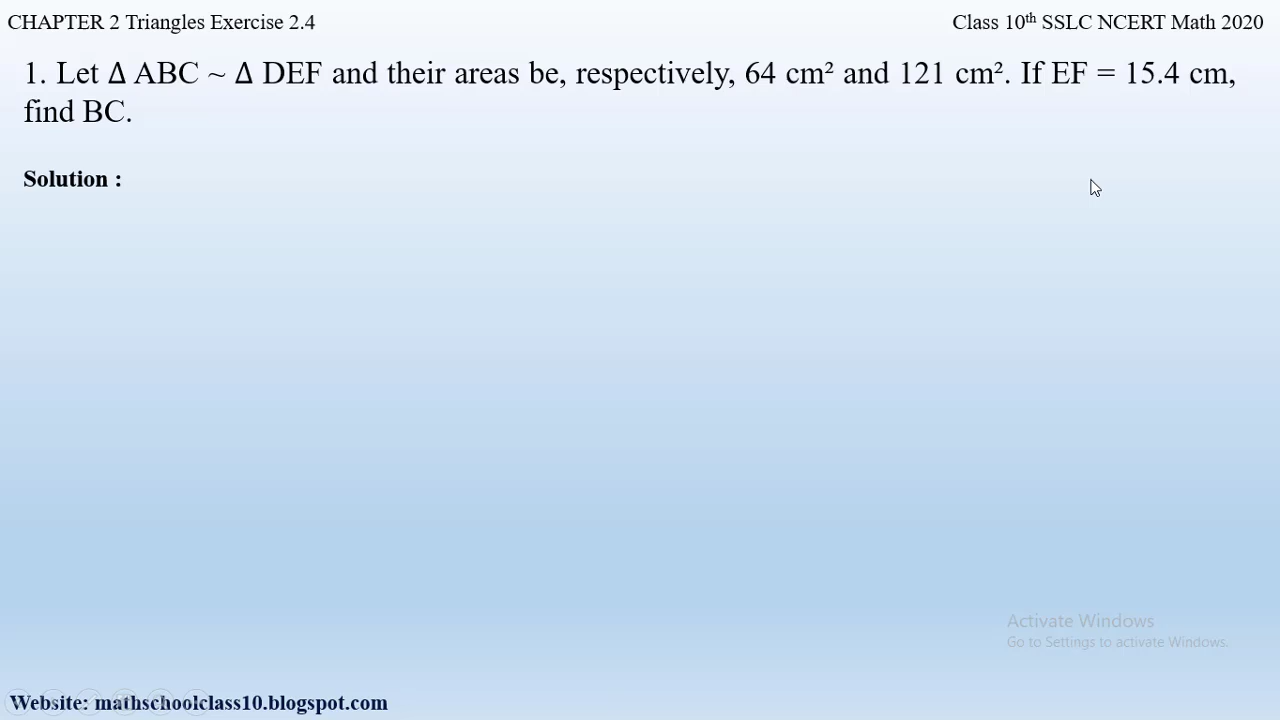 CHAPTER 2 Triangles Exercise 2.4
Class 10th SSLC NCERT Math 2020
1. Let Δ ABC ~ Δ DEF and their areas be, respectively, 64 cm² and 121 cm². If EF = 15.4 cm,
find BC.
Solution :
Activate Windows
Go to Settings to activate Windows.
Website: mathschoolclass10.blogspot.com